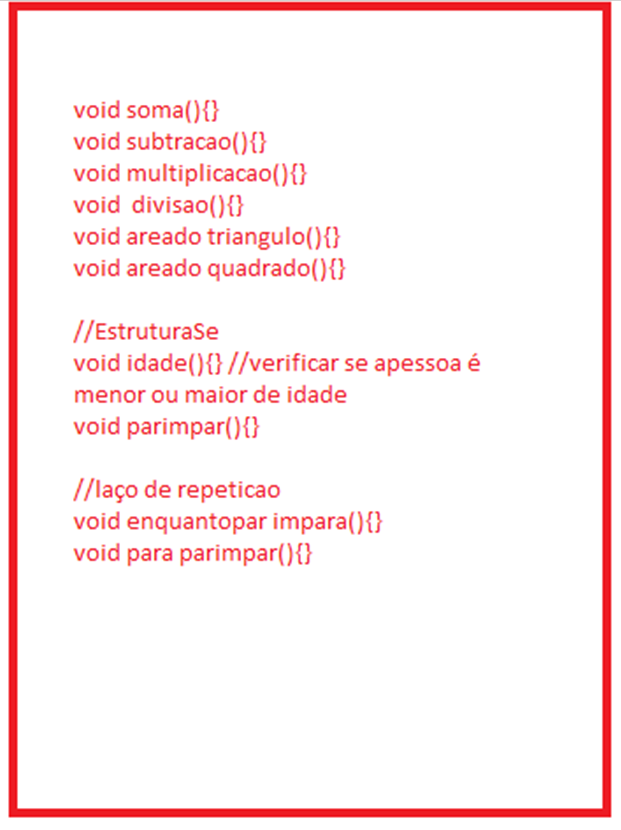 void soma(){}
void subtracao(){}
void multiplicacao(){}
void  divisao(){}
void areado triangulo(){}
void areado quadrado(){}
//EstruturaSe
void idade(){} //verificar se apessoa é
menor ou maior de idade
void parimpar(){}
//laço de repeticao
void enquantopar impara(){}
void para parimpar(){}